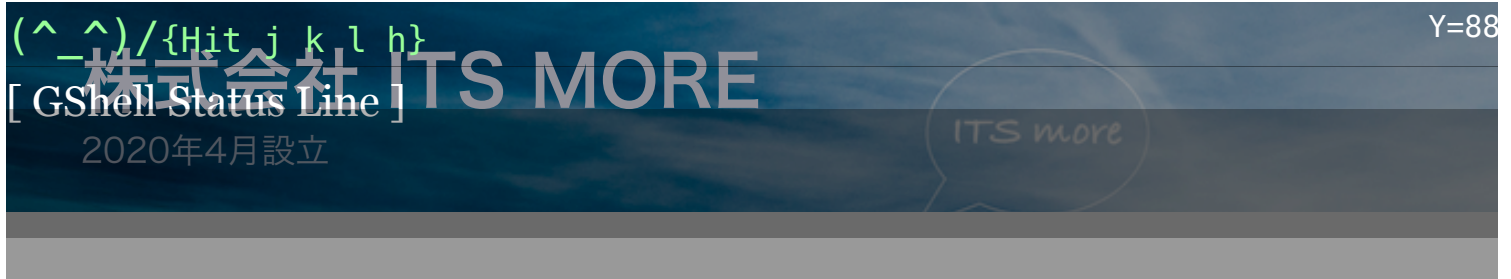 (^_^)/{Hit j k l h}
Y=88
株式会社 ITS MORE
[ GShell Status Line ]
ITS more
2020年4月設立